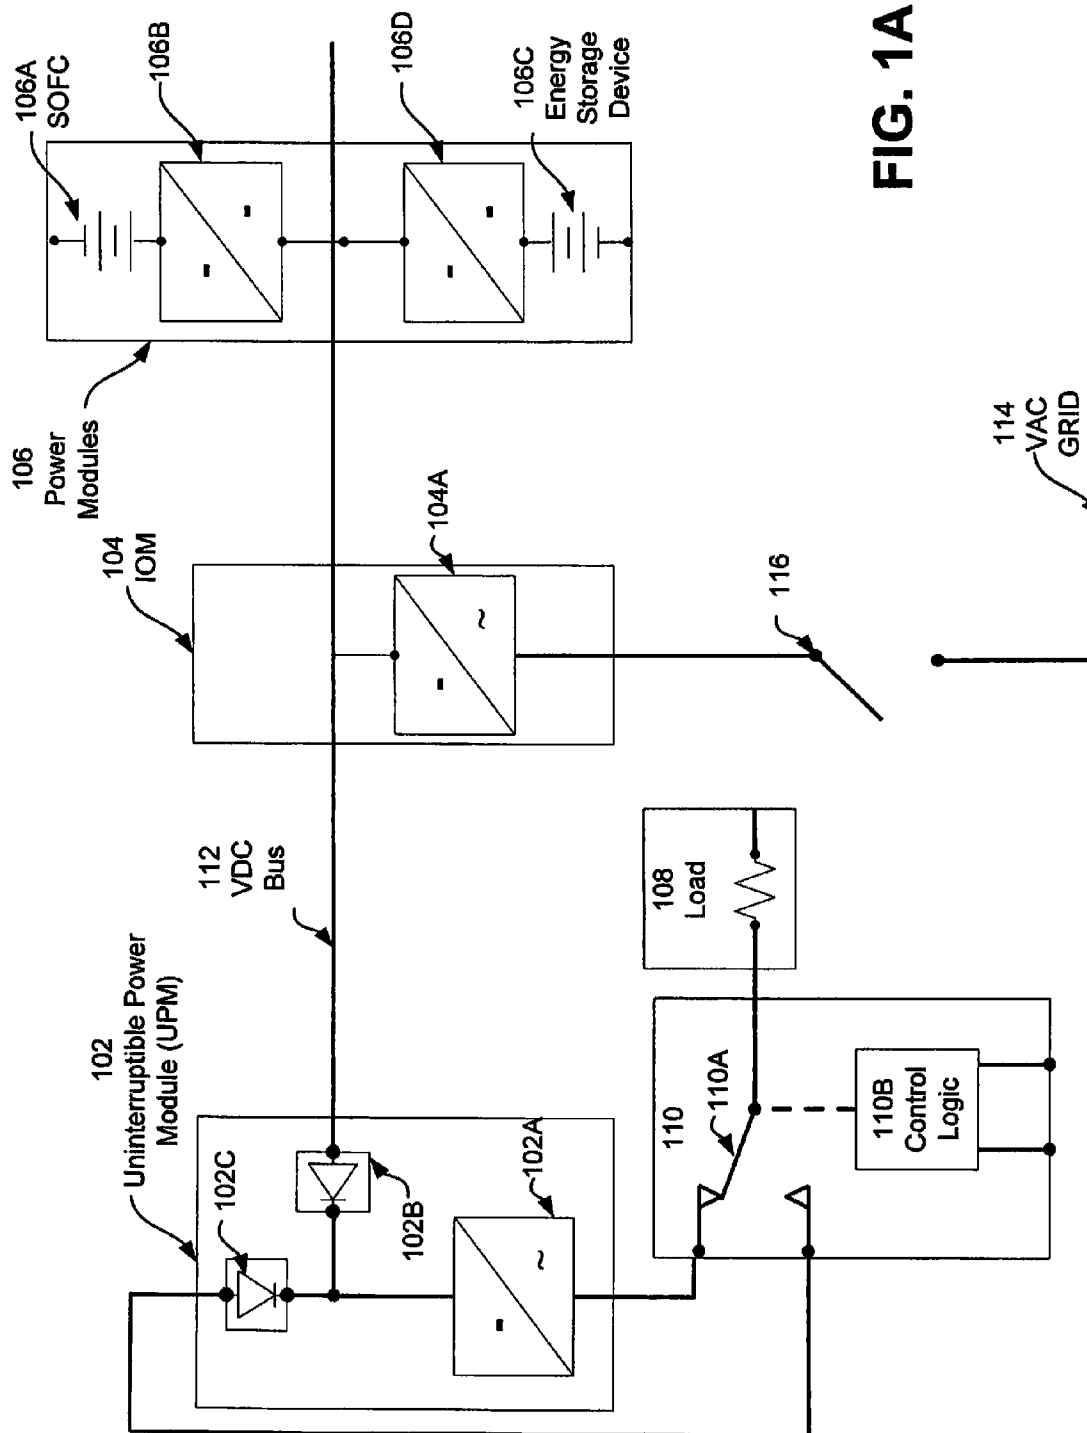 102
Uninterruptible Power
Module (UPM)
102C
102B
102A
112
VDC
Bus
104
IOM
104A
106
Power
Modules
106A
SOFC
106B
106D
106C
Energy
Storage
Device
108
Load
110
110A
110B
Control
Logic
116
114
VAC
GRID
FIG. 1A